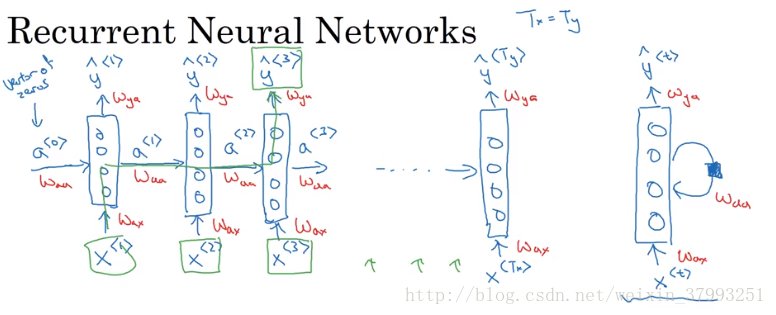 Recurrent Neural Networks
Tx = Ty
vector of zeros
ŷ<1> ŷ<2> ŷ<3> ŷ<Ty> ŷ<t>
Wya Wya Wya Wya Wya
a<0> a<1> a<2> a<3> . . . . .
Waa Waa Waa Waa Waa
Wax Wax Wax Wax Wax
x<1> x<2> x<3> x<Tx> x<t>
http://blog.csdn.net/weixin_37993251